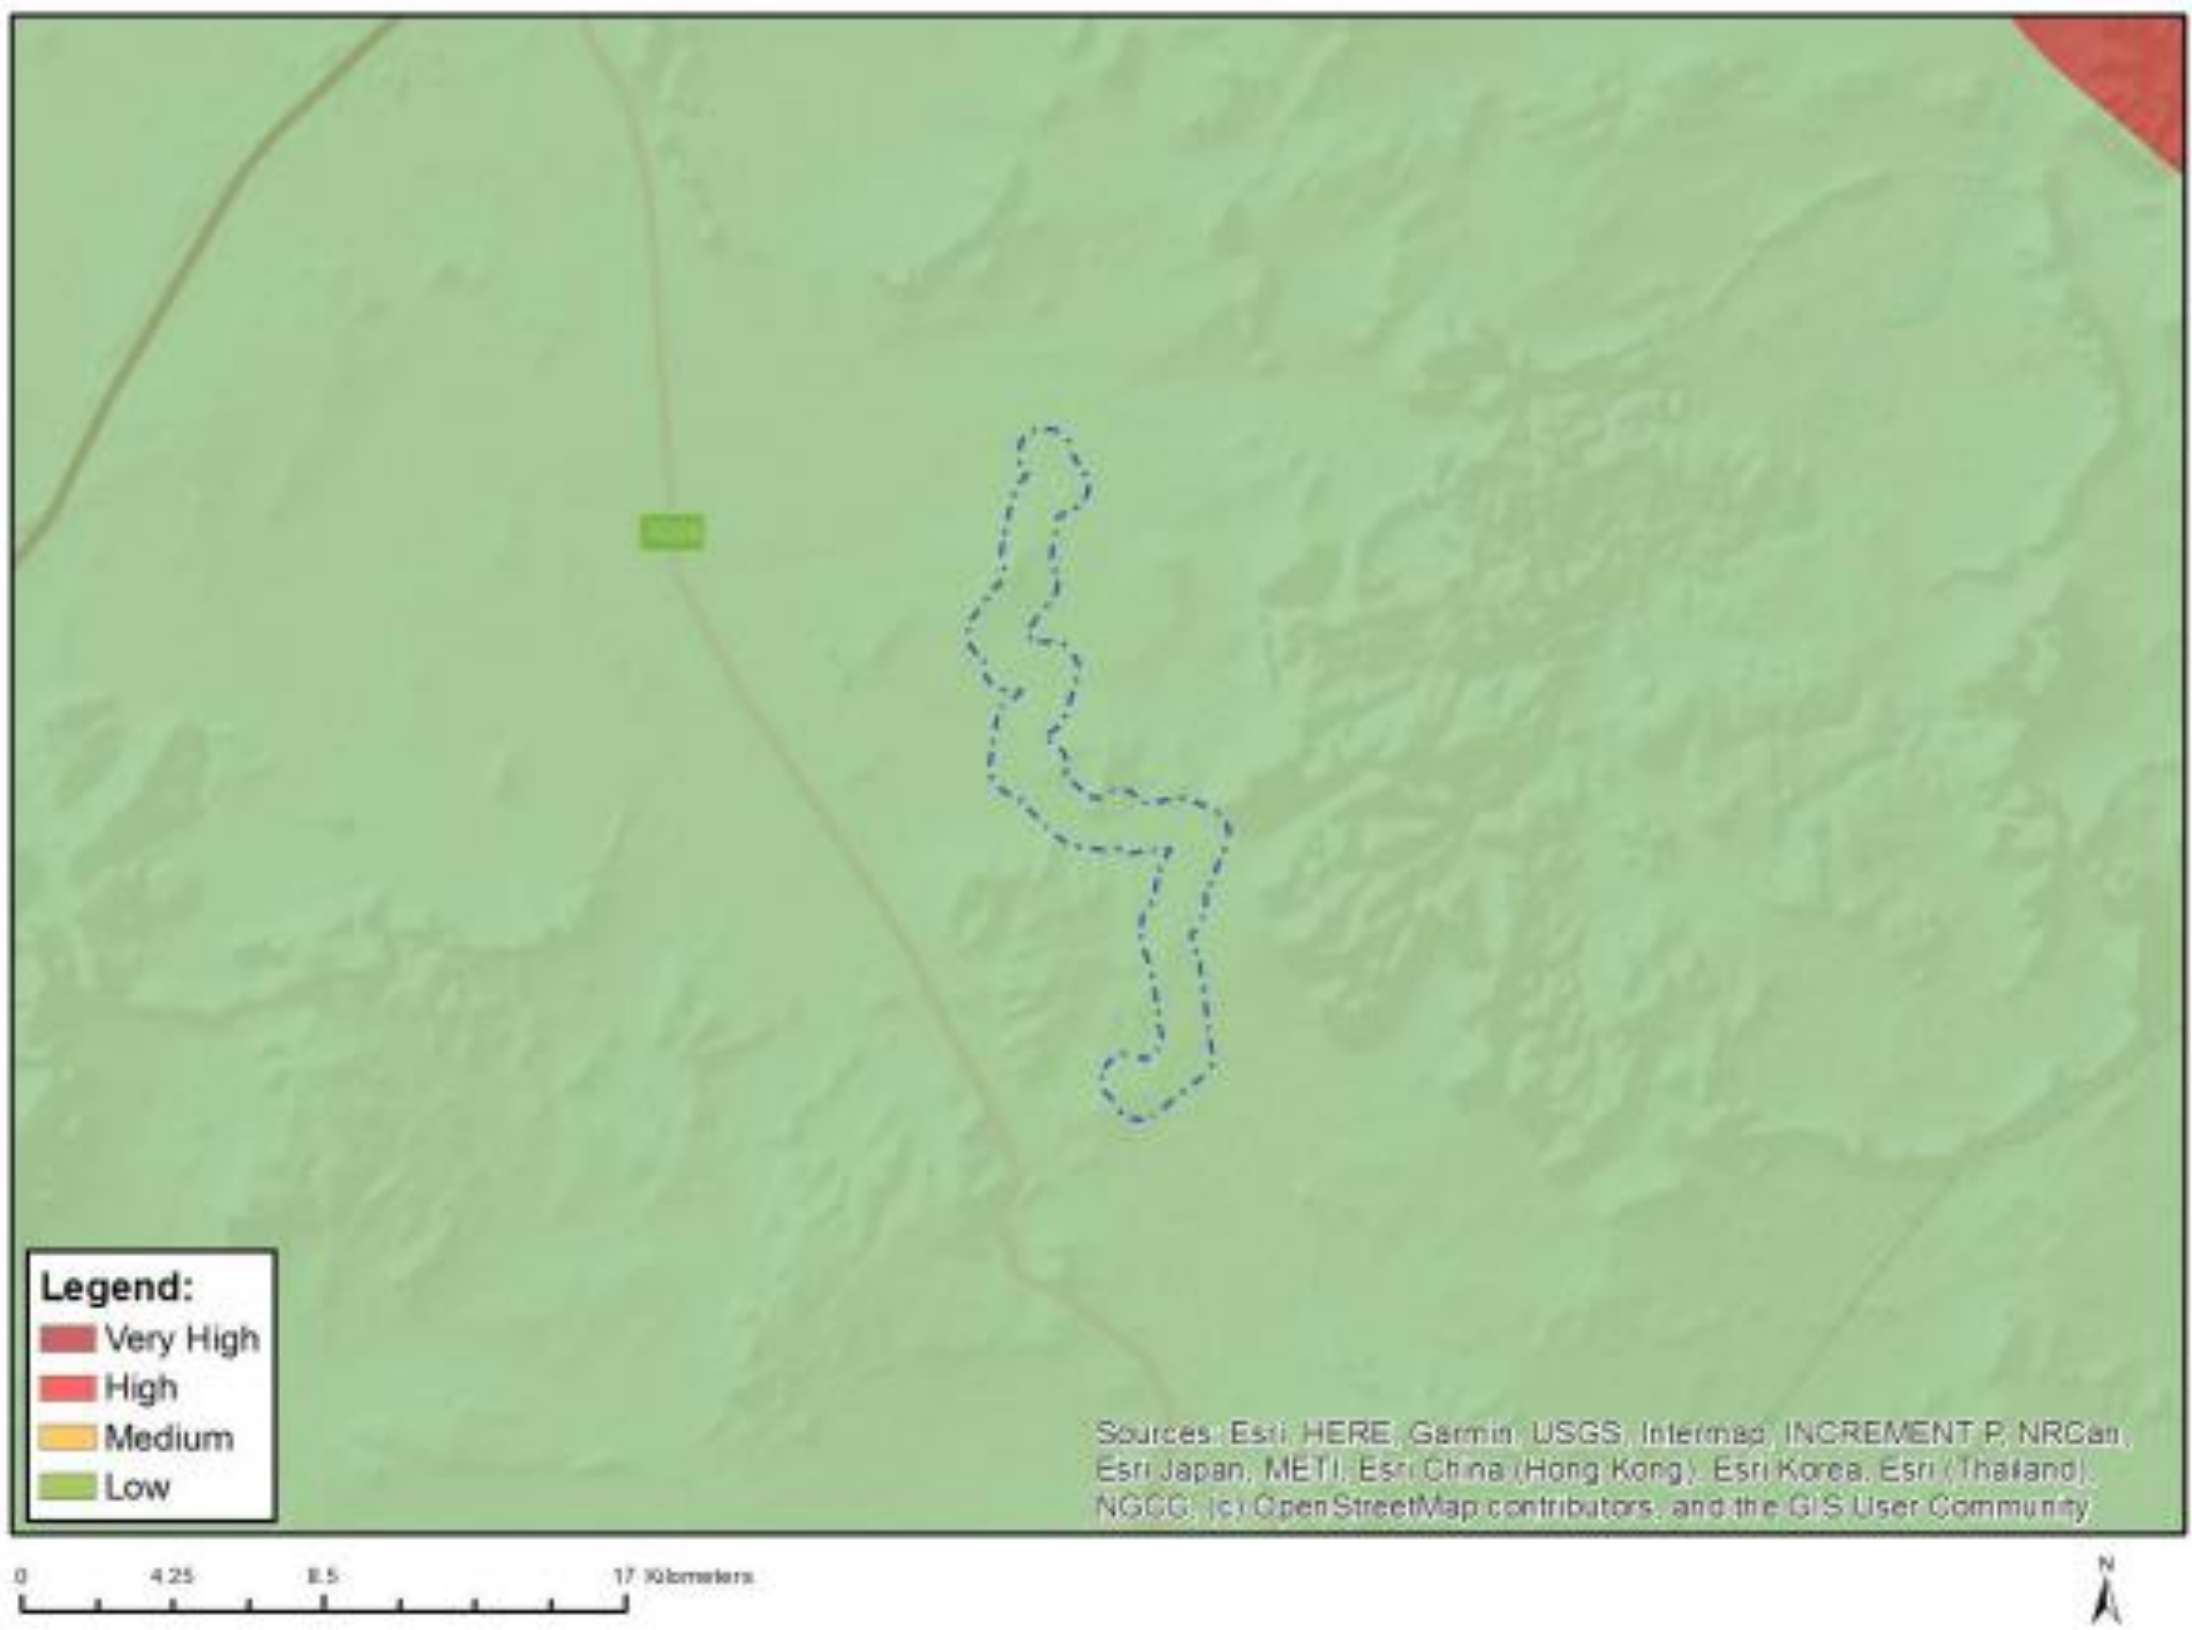 Legend:
Very High
High
Medium
Low
Sources: Esri, HERE, Garmin, USGS, Intermap, INCREMENT P, NRCan,
Esri Japan, METI, Esri China (Hong Kong), Esri Korea, Esri (Thailand),
NGCC, (c) OpenStreetMap contributors, and the GIS User Community
0 4.25 8.5 17 Kilometers
N